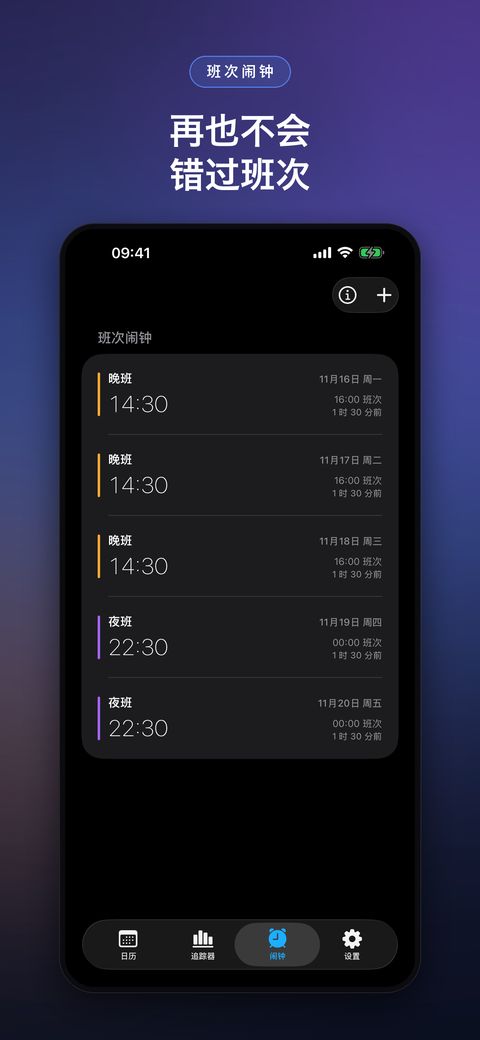 班次闹钟
再也不会
错过班次
09:41
班次闹钟
晚班
11月16日 周一
14:30
16:00 班次
1 时 30 分前
晚班
11月17日 周二
14:30
16:00 班次
1 时 30 分前
晚班
11月18日 周三
14:30
16:00 班次
1 时 30 分前
夜班
11月19日 周四
22:30
00:00 班次
1 时 30 分前
夜班
11月20日 周五
22:30
00:00 班次
1 时 30 分前
日历
追踪器
闹钟
设置